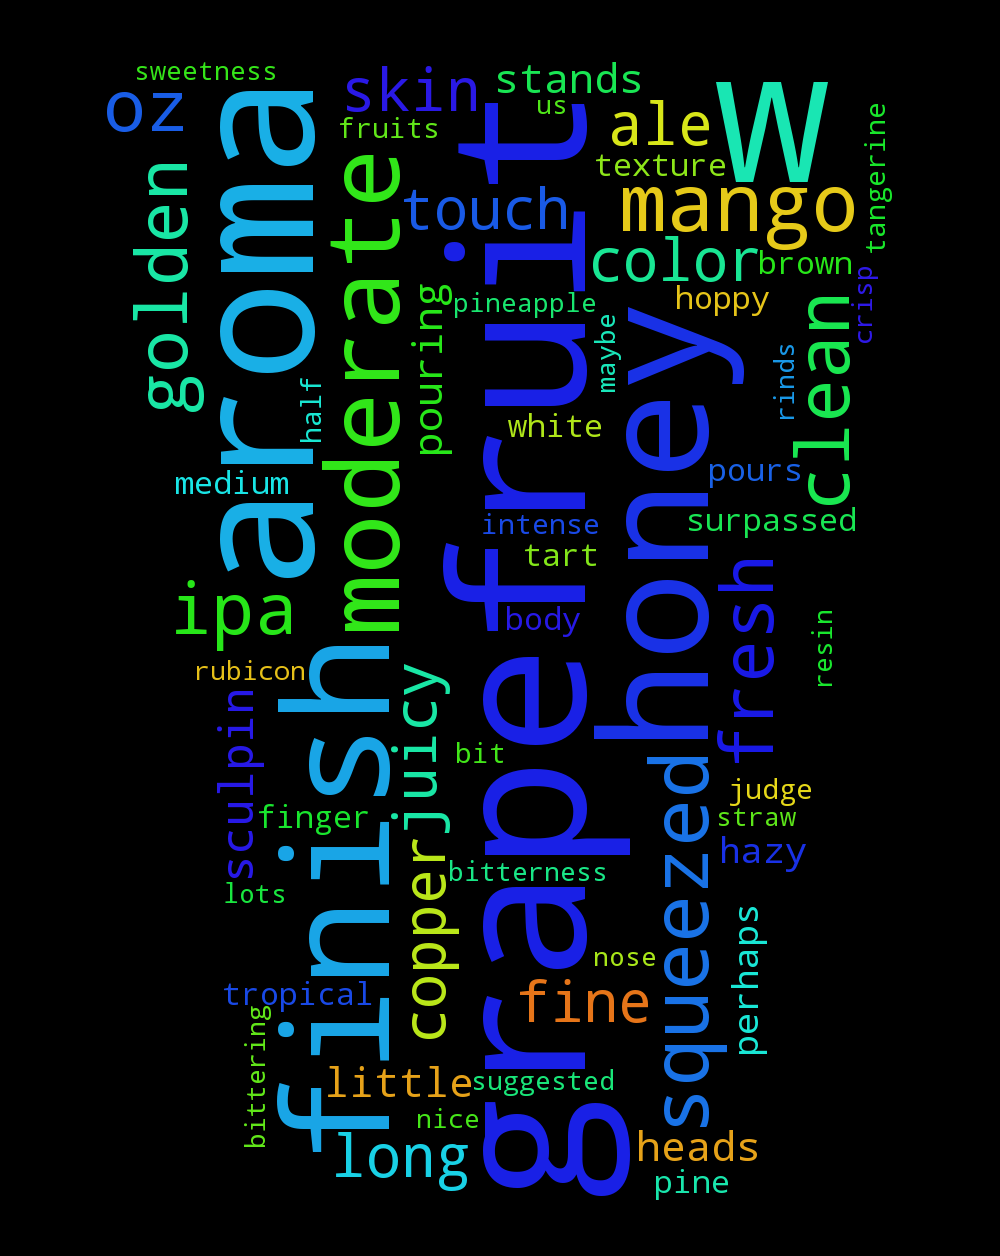 sweetness
oz
aroma
skin
fruits
stands
us
ale
texture
w
mango
tangerine
golden
moderate
touch
grapefruit
color
brown
crisp
pineapple
hoppy
pouring
maybe
honey
clean
rinds
half
white
medium
pours
intense
surpassed
tart
ipa
body
fresh
resin
rubicon
finish
juicy
sculpin
bit
squeezed
judge
straw
finger
hazy
copper
bitterness
lots
perhaps
nose
tropical
fine
bittering
little
suggested
nice
long
heads
pine